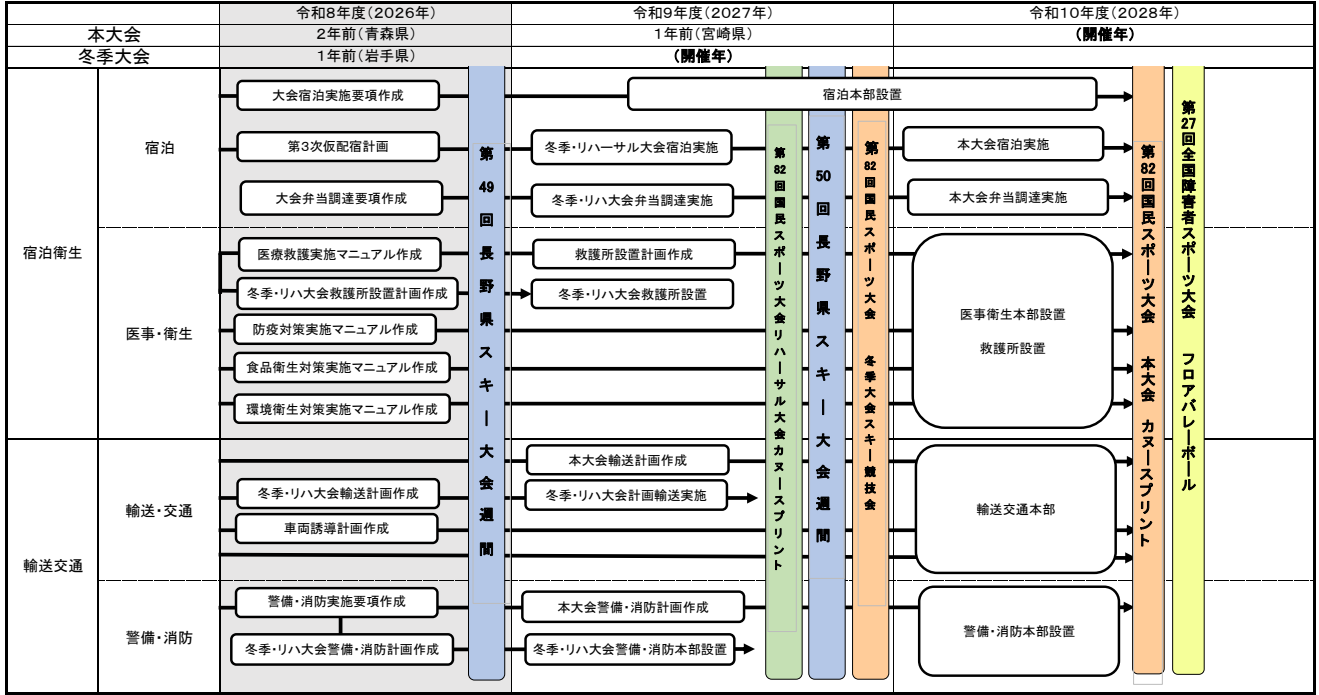 令和8年度(2026年)
令和9年度(2027年)
令和10年度(2028年)
本大会
2年前(青森県)
1年前(宮崎県)
(開催年)
冬季大会
1年前(岩手県)
(開催年)
宿泊衛生
宿泊
大会宿泊実施要項作成
宿泊本部設置
第3次仮配宿計画
冬季・リハーサル大会宿泊実施
本大会宿泊実施
大会弁当調達要項作成
冬季・リハ大会弁当調達実施
本大会弁当調達実施
医事・衛生
医療救護実施マニュアル作成
救護所設置計画作成
冬季・リハ大会救護所設置計画作成
冬季・リハ大会救護所設置
防疫対策実施マニュアル作成
食品衛生対策実施マニュアル作成
環境衛生対策実施マニュアル作成
医事衛生本部設置
救護所設置
輸送交通
輸送・交通
本大会輸送計画作成
冬季・リハ大会輸送計画作成
冬季・リハ大会計画輸送実施
車両誘導計画作成
輸送交通本部
警備・消防
警備・消防実施要項作成
本大会警備・消防計画作成
冬季・リハ大会警備・消防計画作成
冬季・リハ大会警備・消防本部設置
警備・消防本部設置
第49回長野県スキー大会週間
第82回国民スポーツ大会リハーサル大会カヌースプリント
第50回長野県スキー大会週間
第82回国民スポーツ大会 冬季大会スキー競技会
第82回国民スポーツ大会 本大会 カヌースプリント
第27回全国障害者スポーツ大会 フロアバレーボール